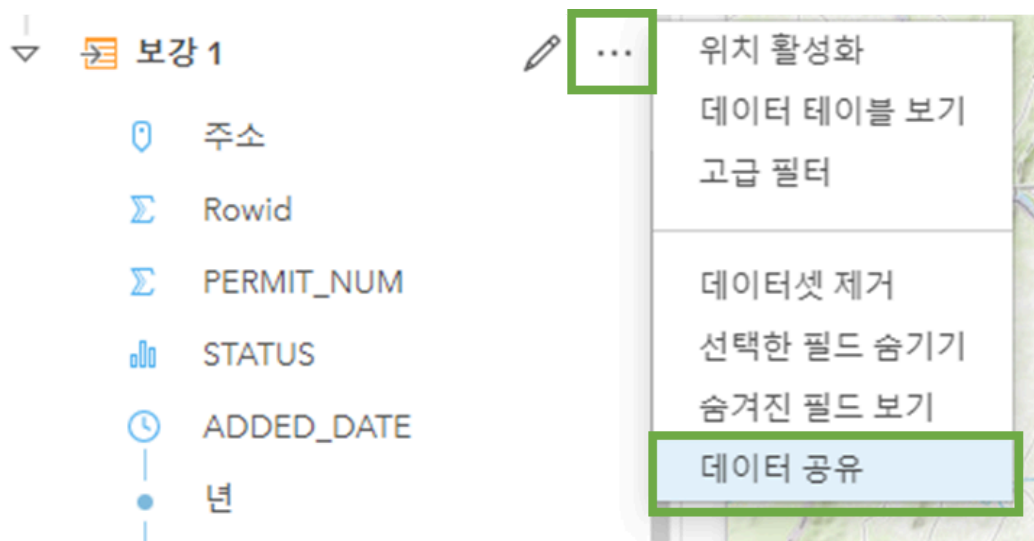 보강 1
주소
Rowid
PERMIT_NUM
STATUS
ADDED_DATE
년
위치 활성화
데이터 테이블 보기
고급 필터
데이터셋 제거
선택한 필드 숨기기
숨겨진 필드 보기
데이터 공유